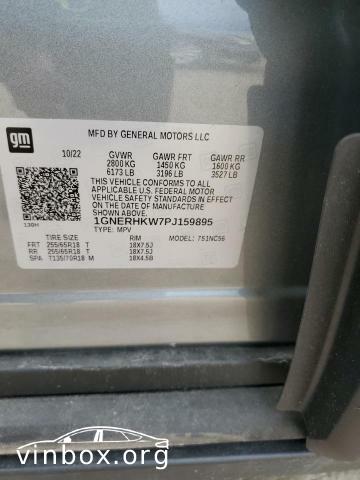 gm
MFD BY GENERAL MOTORS LLC
10/22 GVWR GAWR FRT GAWR RR
2800 KG 1450 KG 1600 KG
6173 LB 3196 LB 3527 LB
THIS VEHICLE CONFORMS TO ALL
APPLICABLE U.S. FEDERAL MOTOR
VEHICLE SAFETY STANDARDS IN EFFECT
ON THE DATE OF MANUFACTURE
SHOWN ABOVE.
1GNERHKW7PJ159895
TYPE: MPV
139H
TIRE SIZE RIM MODEL: 751NC56
FRT 255/65R18 T 18X7.5J
RR 255/65R18 T 18X7.5J
SPA T135/70R18 M 18X4.5B
vinbox.org